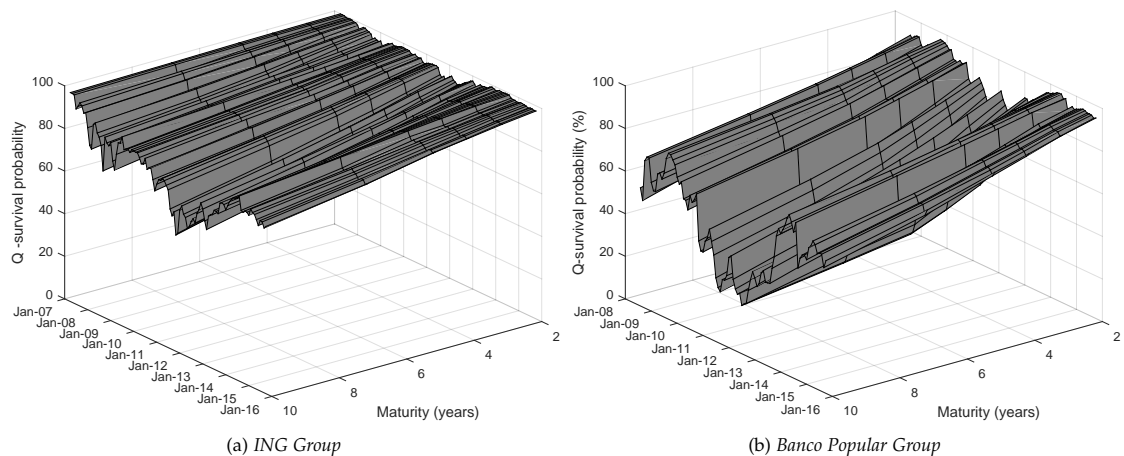 100
80
60
40
20
0
Q -survival probability
Jan-07
Jan-08
Jan-09
Jan-10
Jan-11
Jan-12
Jan-13
Jan-14
Jan-15
Jan-16
10
8
6
4
2
Maturity (years)
(a) ING Group
100
80
60
40
20
0
Q-survival probability (%)
Jan-08
Jan-09
Jan-10
Jan-11
Jan-12
Jan-13
Jan-14
Jan-15
Jan-16
10
8
6
4
2
Maturity (years)
(b) Banco Popular Group